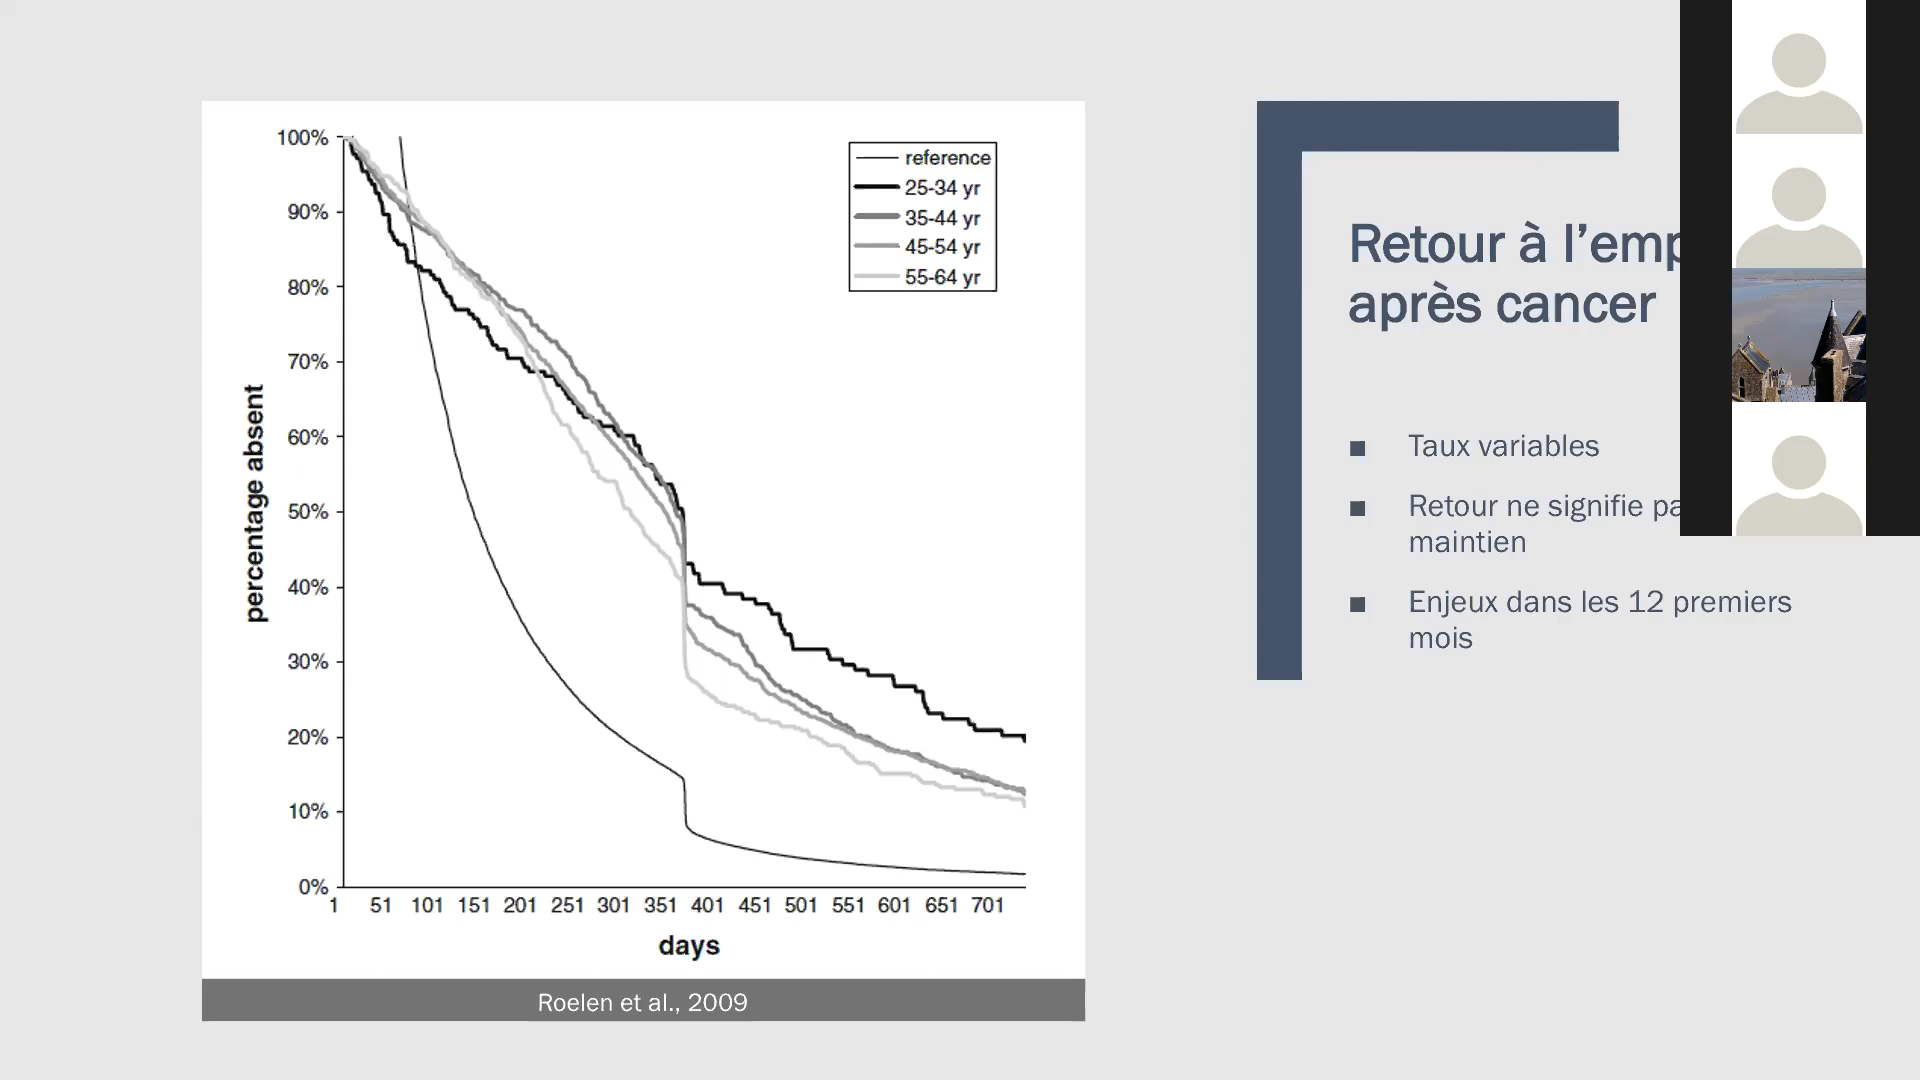 100%
90%
80%
70%
60%
50%
40%
30%
20%
10%
0%
percentage absent
1 51 101 151 201 251 301 351 401 451 501 551 601 651 701
days
reference
25-34 yr
35-44 yr
45-54 yr
55-64 yr
Roelen et al., 2009
Retour à l’emp
après cancer
■ Taux variables
■ Retour ne signifie pa
maintien
■ Enjeux dans les 12 premiers
mois